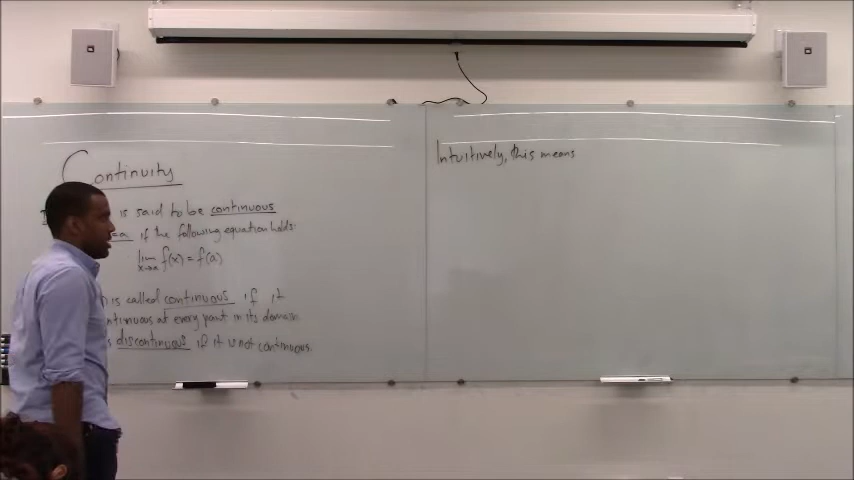 Continuity
is said to be continuous
=a if the following equation holds:
lim f(x) = f(a)
x→a
is called continuous if it
continuous at every point in its domain.
discontinuous if it is not continuous.
Intuitively, this means